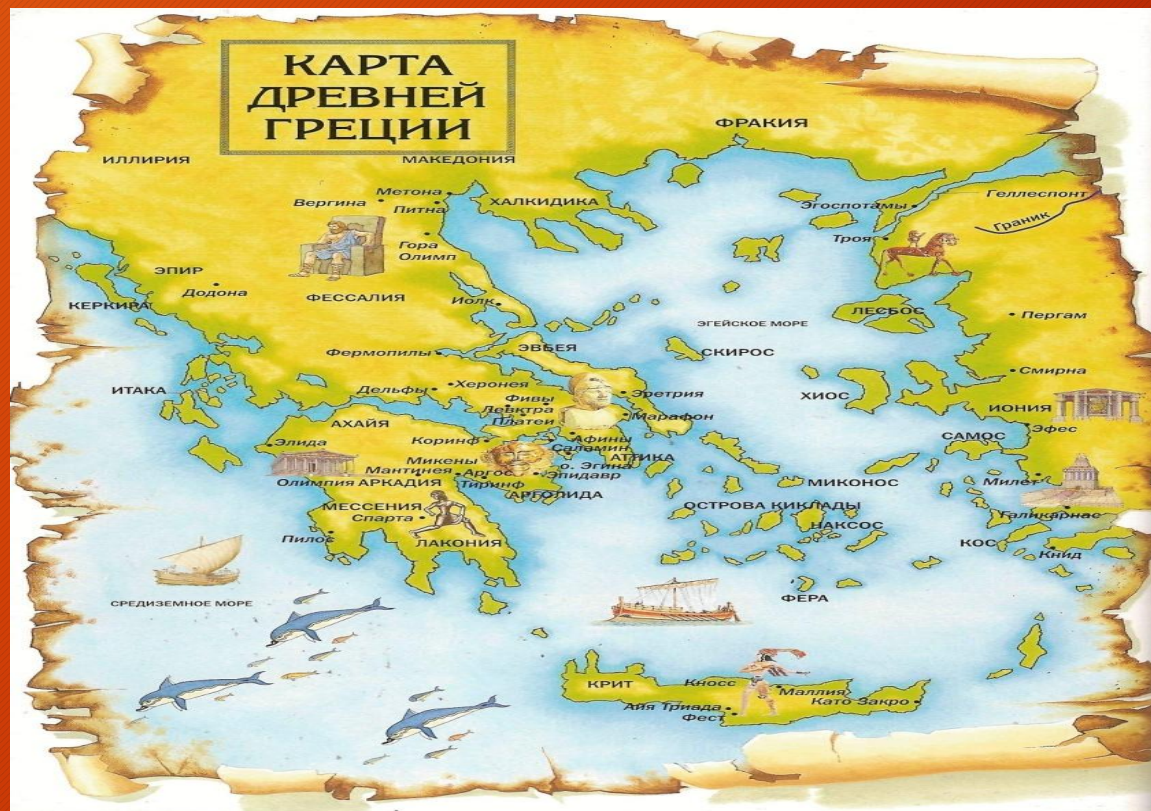 КАРТА
ДРЕВНЕЙ
ГРЕЦИИ
ФРАКИЯ
ИЛЛИРИЯ
МАКЕДОНИЯ
Метона
Вергина
Питна
ХАЛКИДИКА
Геллеспонт
Эгоспотамы
Граник
Троя
Гора
Олимп
ЭПИР
Додона
ФЕССАЛИЯ
КЕРКИРА
Иолк
ЛЕСБОС
Пергам
ЭГЕЙСКОЕ МОРЕ
ЭВБЕЯ
СКИРОС
Фермопилы
Смирна
ИТАКА
Дельфы
Херонея
Фивы
Эретрия
ХИОС
Левктра
ИОНИЯ
Платеи
Марафон
АХАЙЯ
Эфес
Элида
Коринф
Афины
САМОС
Саламин
АТТИКА
Микены
о. Эгина
Мантинея
Аргос
Эпидавр
Олимпия
АРКАДИЯ
Тиринф
МИКОНОС
Милет
АРГОЛИДА
МЕССЕНИЯ
ОСТРОВА КИКЛАДЫ
Спарта
НАКСОС
Галикарнас
Пилос
ЛАКОНИЯ
КОС
Книд
СРЕДИЗЕМНОЕ МОРЕ
ФЕРА
КРИТ
Кносс
Маллия
Айя Триада
Като Закро
Фест